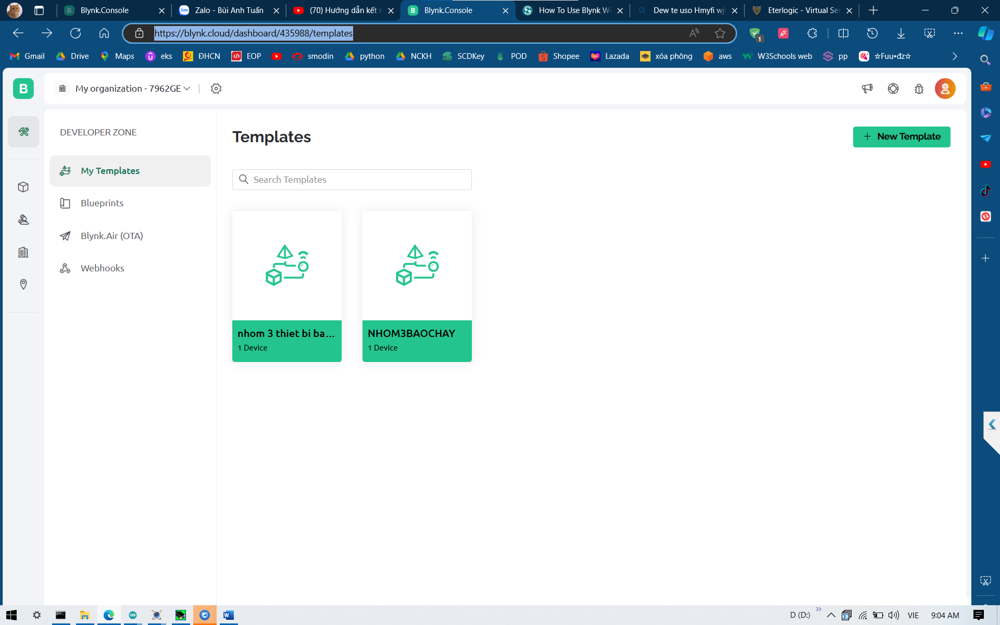 Blynk.Console
Zalo - Bùi Anh Tuấn
(70) Hướng dẫn kết n
Blynk.Console
How To Use Blynk Wi
Dew te uso Hmyfi wjl
Eterlogic - Virtual Ser
https://blynk.cloud/dashboard/435988/templates
1
Gmail
Drive
Maps
eks
ĐHCN
EOP
smodin
python
NCKH
SCDKey
POD
Shopee
Lazada
xóa phông
aws
W3Schools web
pp
☆Fuu•đz☆
B
My organization - 7962GE
DEVELOPER ZONE
My Templates
Blueprints
Blynk.Air (OTA)
Webhooks
Templates
New Template
Search Templates
nhom 3 thiet bi ba...
1 Device
NHOM3BAOCHAY
1 Device
D (D:)
VIE
9:04 AM